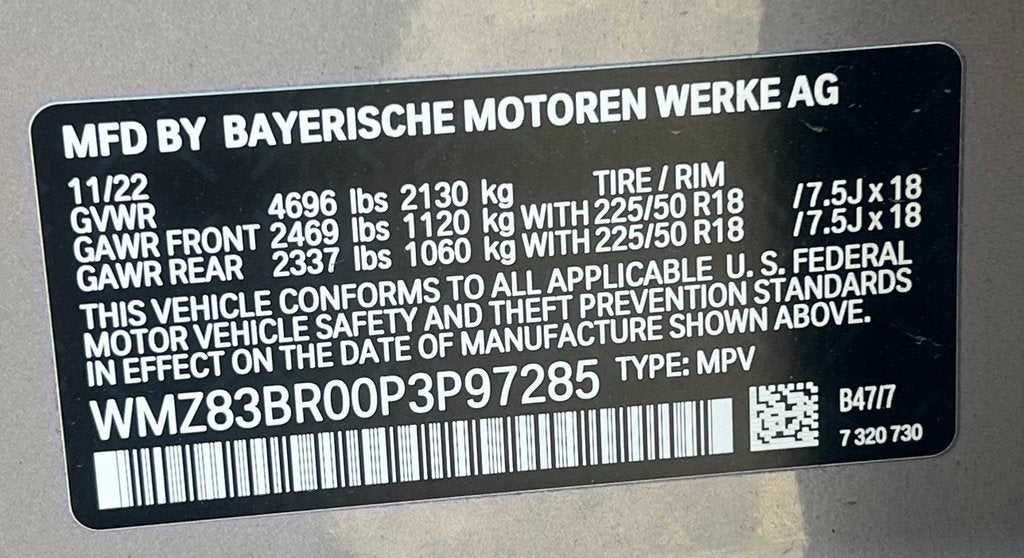 MFD BY BAYERISCHE MOTOREN WERKE AG
11/22 TIRE / RIM
GVWR 4696 lbs 2130 kg
GAWR FRONT 2469 lbs 1120 kg WITH 225/50 R18 /7.5J x 18
GAWR REAR 2337 lbs 1060 kg WITH 225/50 R18 /7.5J x 18
THIS VEHICLE CONFORMS TO ALL APPLICABLE U. S. FEDERAL
MOTOR VEHICLE SAFETY AND THEFT PREVENTION STANDARDS
IN EFFECT ON THE DATE OF MANUFACTURE SHOWN ABOVE.
WMZ83BR00P3P97285 TYPE: MPV
B47/7
7 320 730